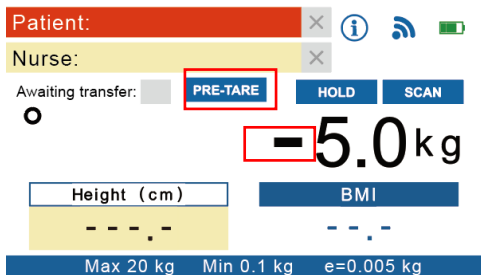 Patient: ×
Nurse: ×
Awaiting transfer: PRE-TARE HOLD SCAN
-5.0kg
Height (cm) BMI
---.- --.-
Max 20 kg Min 0.1 kg e=0.005 kg